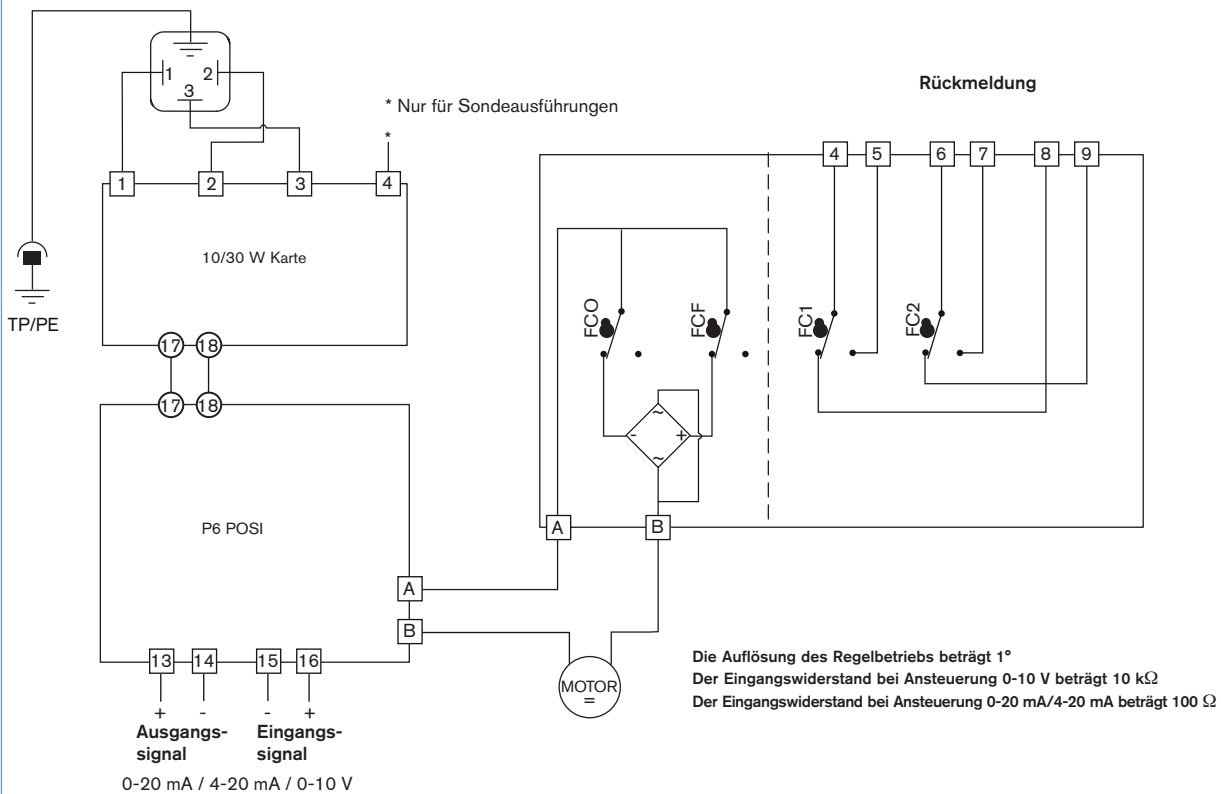 1
2
3
* Nur für Sondeausführungen
*
Rückmeldung
1
2
3
4
10/30 W Karte
TP/PE
17
18
17
18
P6 POSI
A
B
13
14
15
16
+
-
-
+
Ausgangs-
signal
Eingangs-
signal
0-20 mA / 4-20 mA / 0-10 V
4
5
6
7
8
9
FCO
FCF
FC1
FC2
~
-
+
~
A
B
MOTOR
=
Die Auflösung des Regelbetriebs beträgt 1°
Der Eingangswiderstand bei Ansteuerung 0-10 V beträgt 10 kΩ
Der Eingangswiderstand bei Ansteuerung 0-20 mA/4-20 mA beträgt 100 Ω